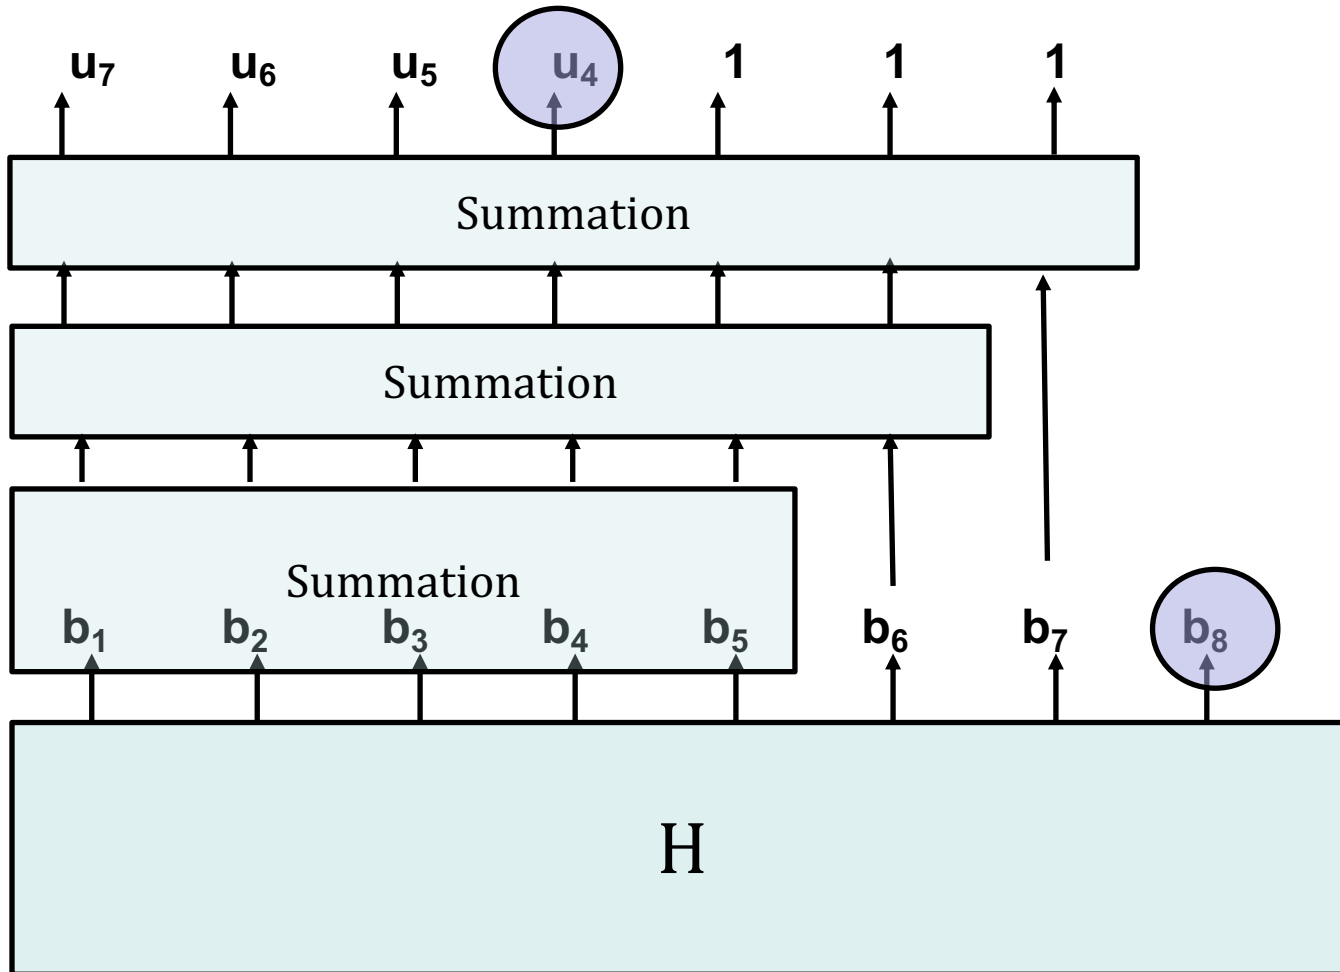 u₇ u₆ u₅ u₄ 1 1 1
Summation
Summation
Summation
b₁ b₂ b₃ b₄ b₅ b₆ b₇ b₈
H